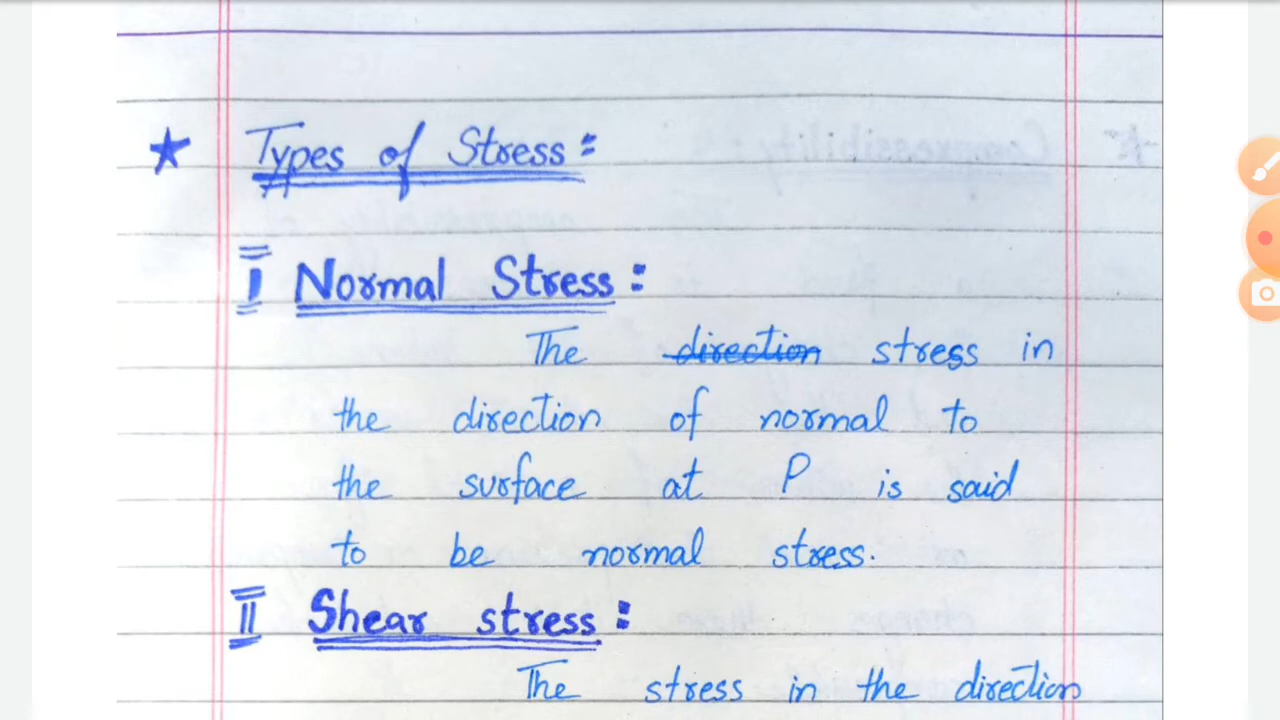 ★ Types of Stress:
I Normal Stress:
The direction stress in
the direction of normal to
the surface at P is said
to be normal stress.
II Shear stress:
The stress in the direction